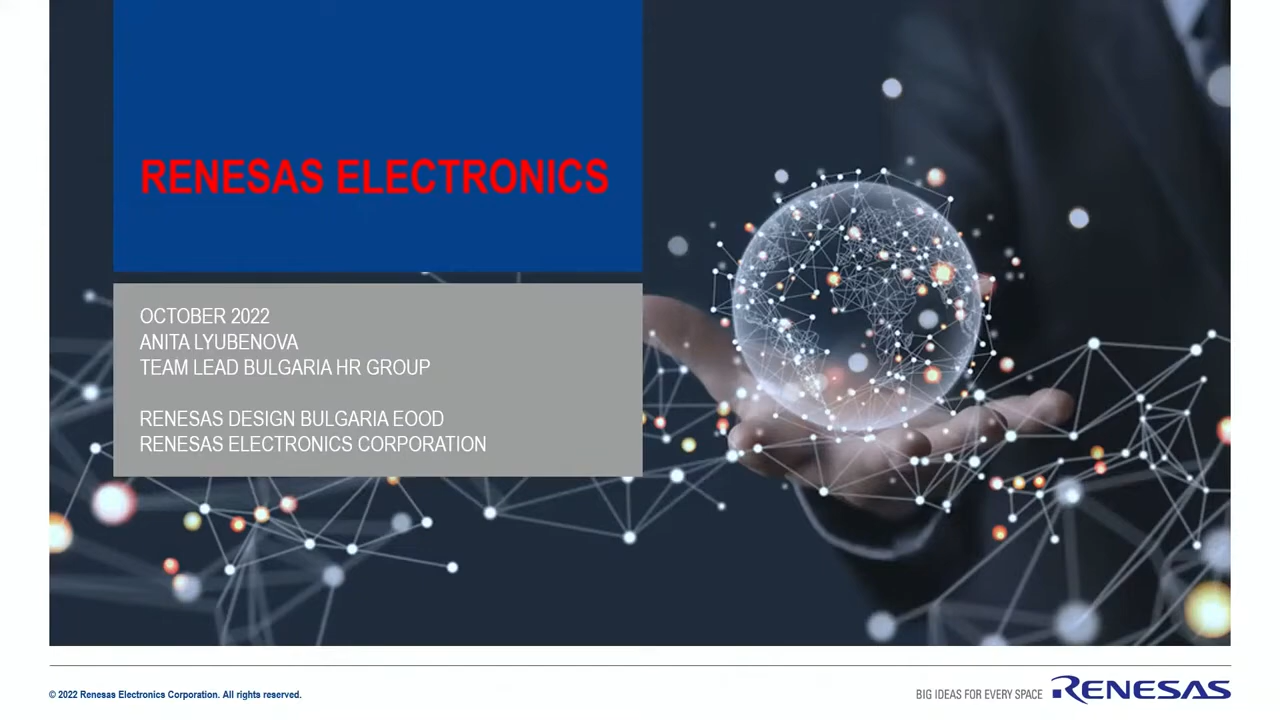 RENESAS ELECTRONICS
OCTOBER 2022
ANITA LYUBENOVA
TEAM LEAD BULGARIA HR GROUP
RENESAS DESIGN BULGARIA EOOD
RENESAS ELECTRONICS CORPORATION
© 2022 Renesas Electronics Corporation. All rights reserved.
BIG IDEAS FOR EVERY SPACE RENESAS